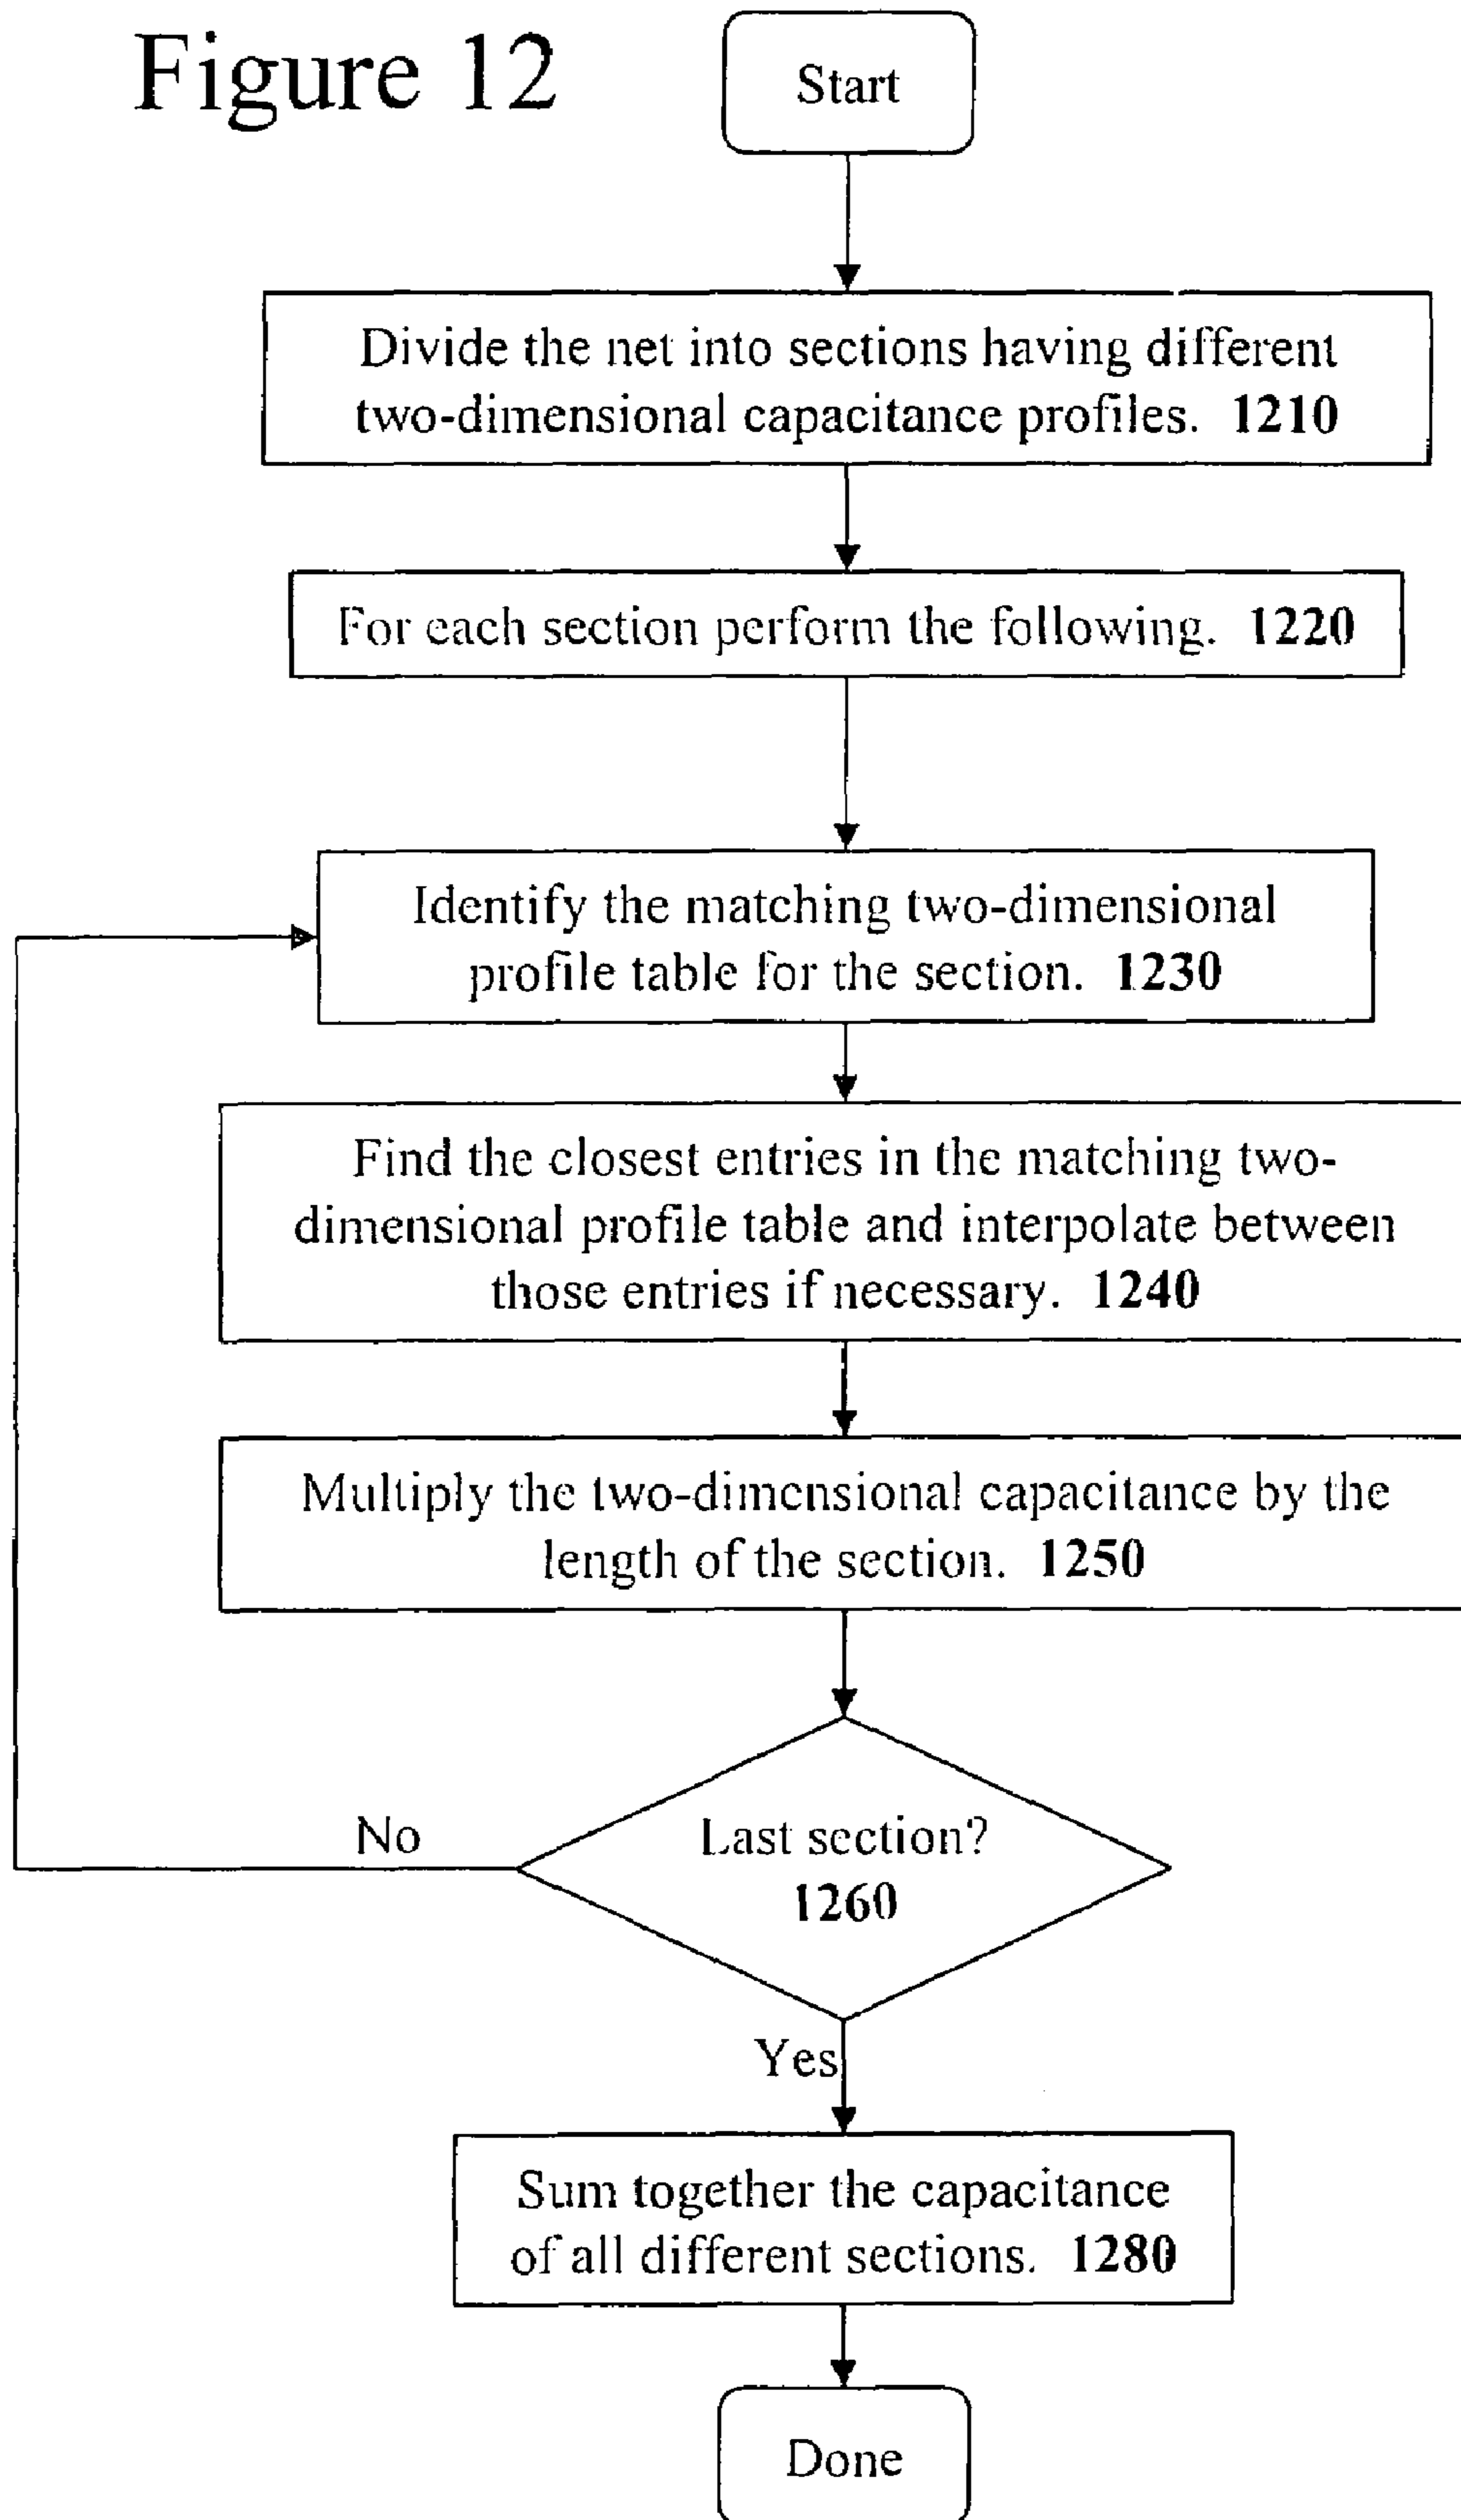 Figure 12
Start
Divide the net into sections having different
two-dimensional capacitance profiles. 1210
For each section perform the following. 1220
Identify the matching two-dimensional
profile table for the section. 1230
Find the closest entries in the matching two-
dimensional profile table and interpolate between
those entries if necessary. 1240
Multiply the two-dimensional capacitance by the
length of the section. 1250
Last section?
1260
No
Yes
Sum together the capacitance
of all different sections. 1280
Done